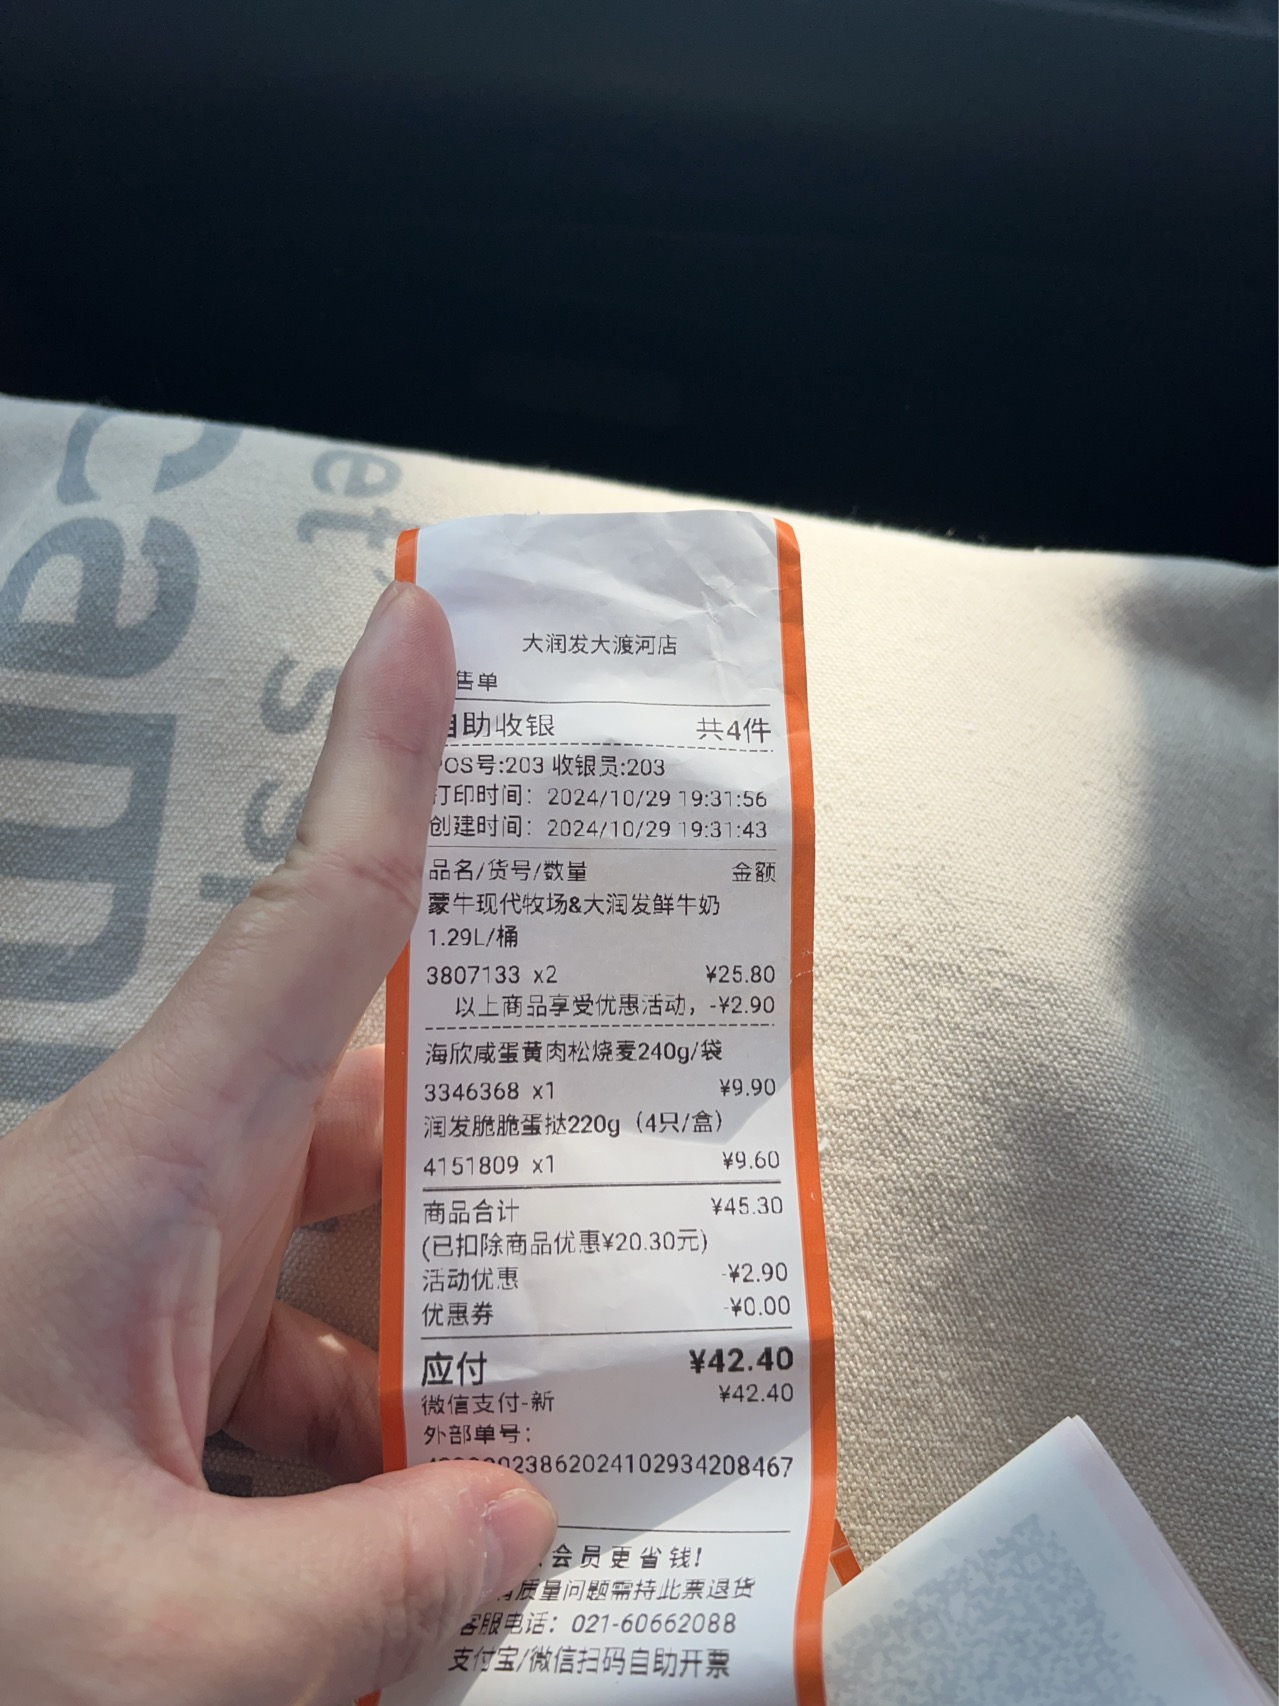 大润发大渡河店
售单
自助收银 共4件
POS号:203 收银员:203
打印时间: 2024/10/29 19:31:56
创建时间: 2024/10/29 19:31:43
品名/货号/数量 金额
蒙牛现代牧场&大润发鲜牛奶
1.29L/桶
3807133 x2 ¥25.80
以上商品享受优惠活动, -¥2.90
海欣咸蛋黄肉松烧麦240g/袋
3346368 x1 ¥9.90
润发脆脆蛋挞220g（4只/盒）
4151809 x1 ¥9.60
商品合计 ¥45.30
(已扣除商品优惠¥20.30元)
活动优惠 -¥2.90
优惠券 -¥0.00
应付 ¥42.40
微信支付-新 ¥42.40
外部单号:
023862024102934208467
会员更省钱!
质量问题需持此票退货
客服电话: 021-60662088
支付宝/微信扫码自助开票